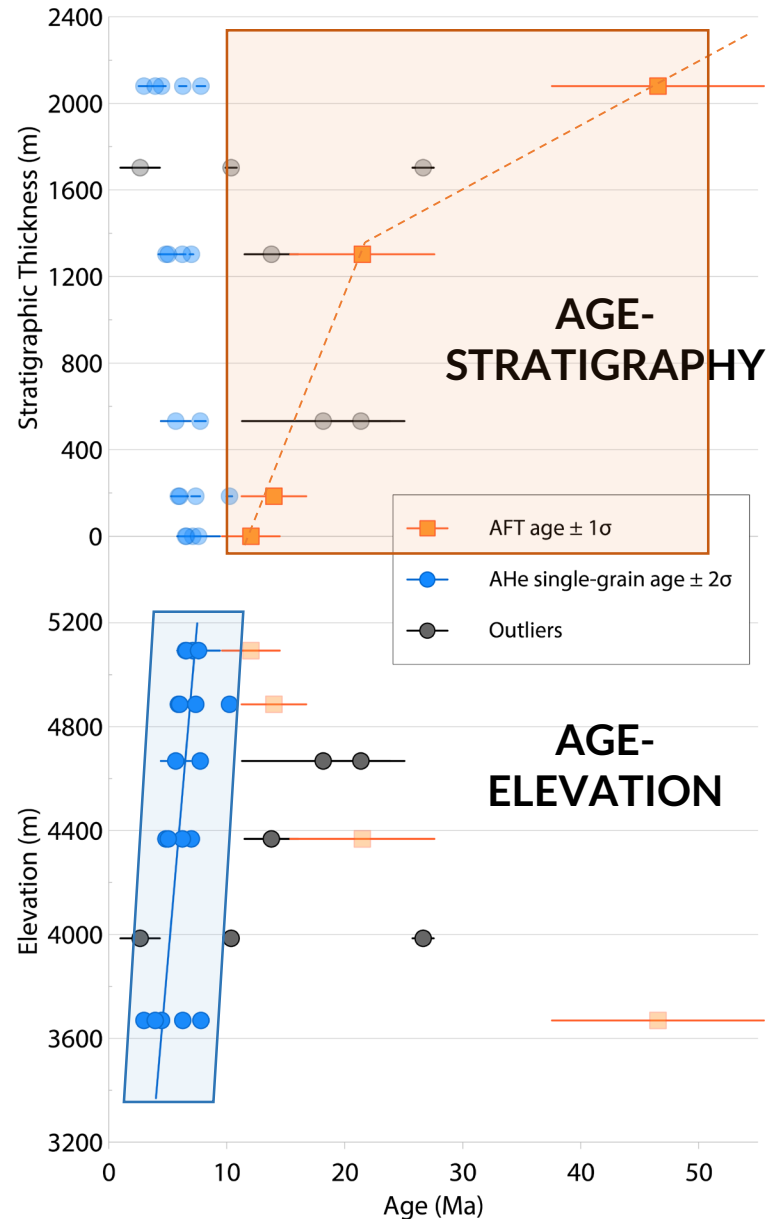 2400
2000
1600
1200
800
400
0
Stratigraphic Thickness (m)
AGE-
STRATIGRAPHY
AFT age ± 1σ
AHe single-grain age ± 2σ
Outliers
5200
4800
4400
4000
3600
3200
Elevation (m)
AGE-
ELEVATION
0 10 20 30 40 50
Age (Ma)